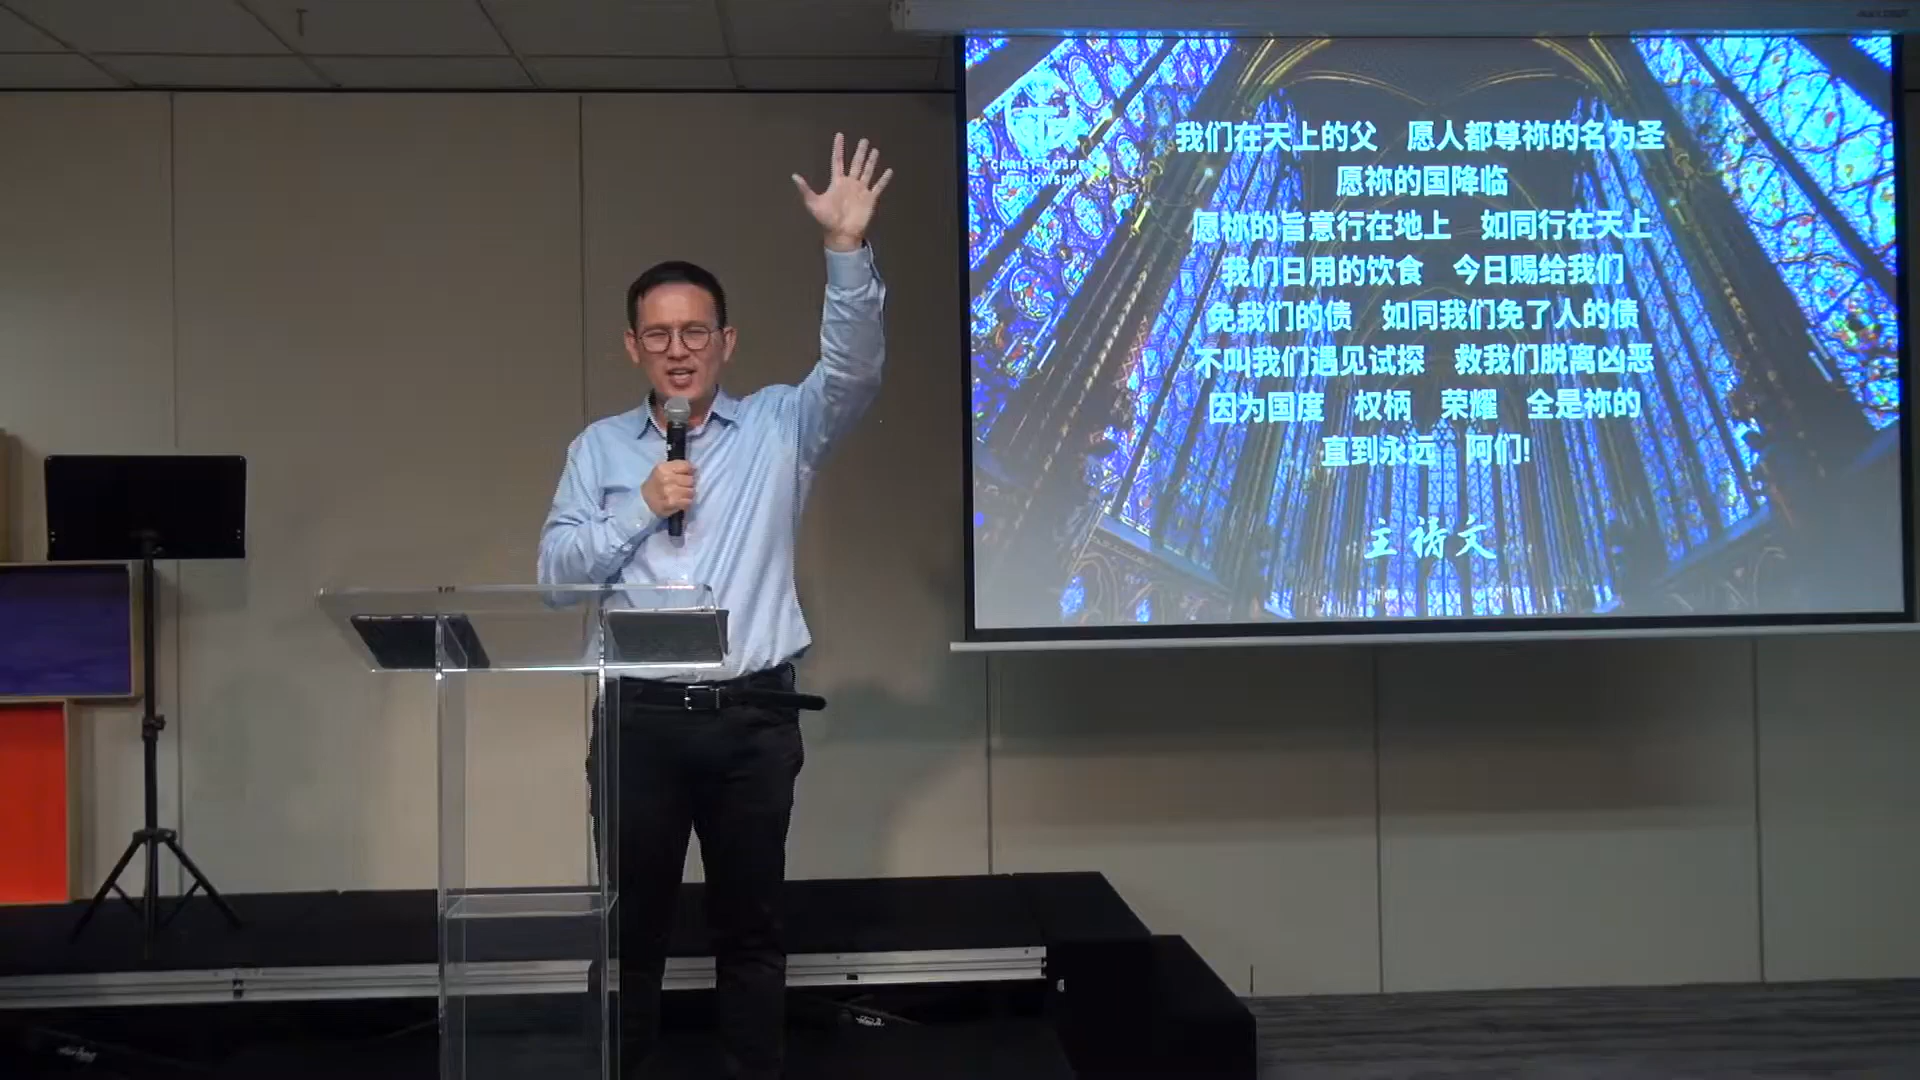 CHRIST GOSPEL
FELLOWSHIP
我们在天上的父 愿人都尊祢的名为圣
愿祢的国降临
愿祢的旨意行在地上 如同行在天上
我们日用的饮食 今日赐给我们
免我们的债 如同我们免了人的债
不叫我们遇见试探 救我们脱离凶恶
因为国度 权柄 荣耀 全是祢的
直到永远 阿们!
主祷文